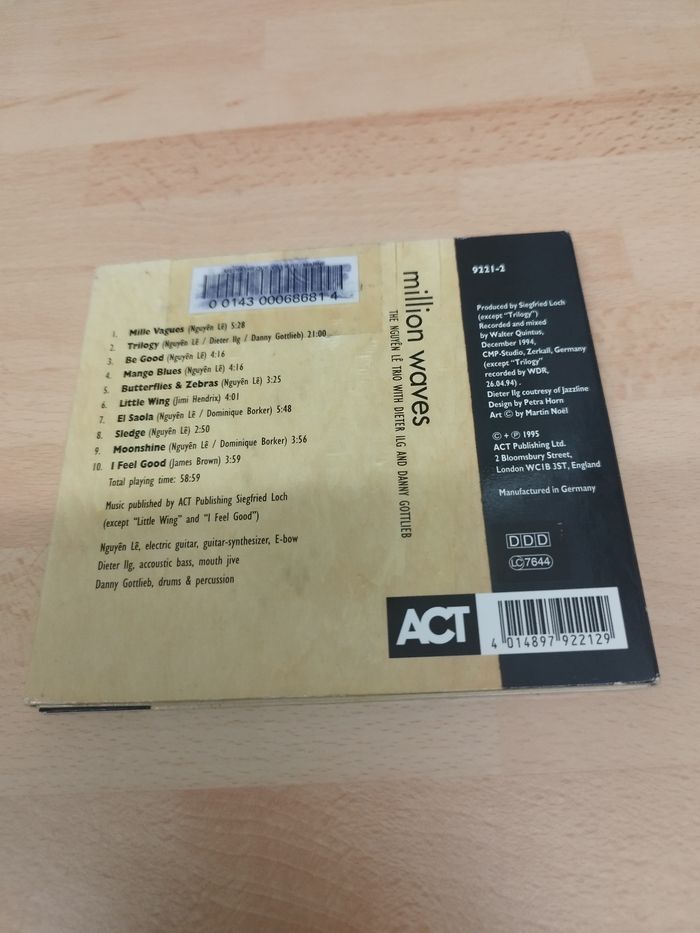 0 0143 00068681 4
1. Mille Vagues (Nguyên Lê) 5:28
2. Trilogy (Nguyên Lê / Dieter Ilg / Danny Gottlieb) 21:00
3. Be Good (Nguyên Lê) 4:16
4. Mango Blues (Nguyên Lê) 4:16
5. Butterflies & Zebras (Nguyên Lê) 3:25
6. Little Wing (Jimi Hendrix) 4:01
7. El Saola (Nguyên Lê / Dominique Borker) 5:48
8. Sledge (Nguyên Lê) 2:50
9. Moonshine (Nguyên Lê / Dominique Borker) 3:56
10. I Feel Good (James Brown) 3:59
Total playing time: 58:59
Music published by ACT Publishing Siegfried Loch
(except "Little Wing" and "I Feel Good")
Nguyên Lê, electric guitar, guitar-synthesizer, E-bow
Dieter Ilg, accoustic bass, mouth jive
Danny Gottlieb, drums & percussion
million waves
THE NGUYÊN LÊ TRIO WITH DIETER ILG AND DANNY GOTTLIEB
9221-2
Produced by Siegfried Loch
(except "Trilogy")
Recorded and mixed
by Walter Quintus,
December 1994,
CMP-Studio, Zerkall, Germany
(except "Trilogy"
recorded by WDR,
26.04.94) .
Dieter Ilg coutresy of Jazzline
Design by Petra Horn
Art © by Martin Noël
© + ℗ 1995
ACT Publishing Ltd.
2 Bloomsbury Street,
London WC1B 3ST, England
Manufactured in Germany
DDD
LC 7644
ACT
4 014897 922129